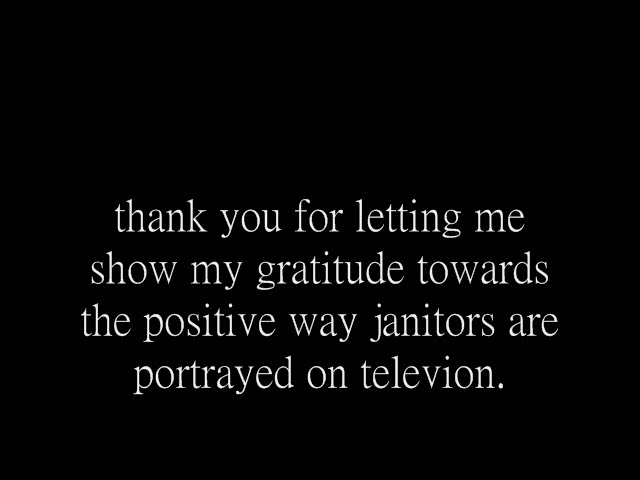 thank you for letting me
show my gratitude towards
the positive way janitors are
portrayed on televion.